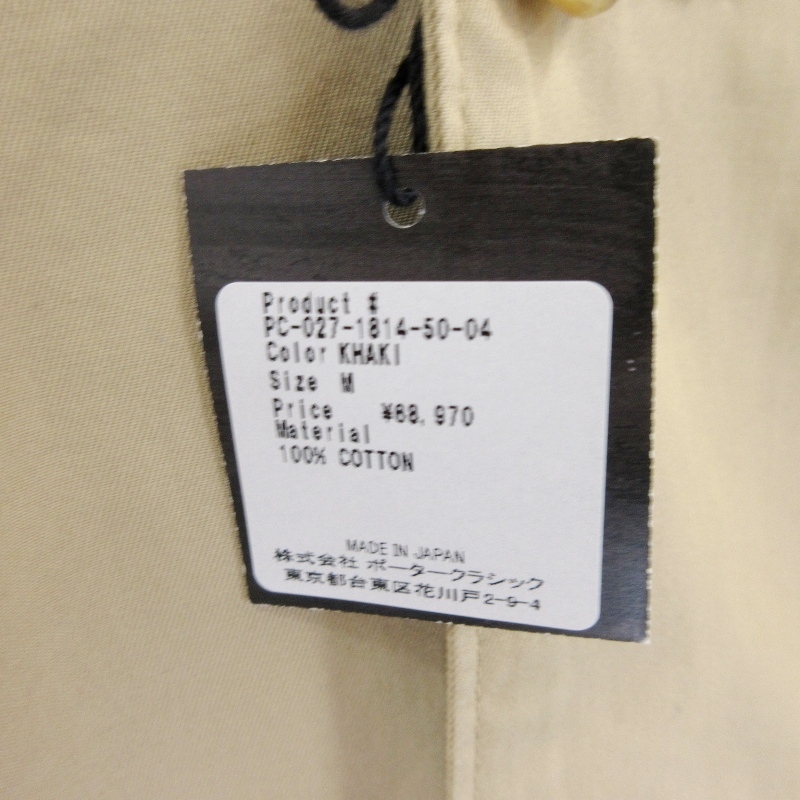 Product #
PC-027-1814-50-04
Color KHAKI
Size M
Price ¥68,970
Material
100% COTTON
MADE IN JAPAN
株式会社 ポータークラシック
東京都台東区花川戸2-9-4